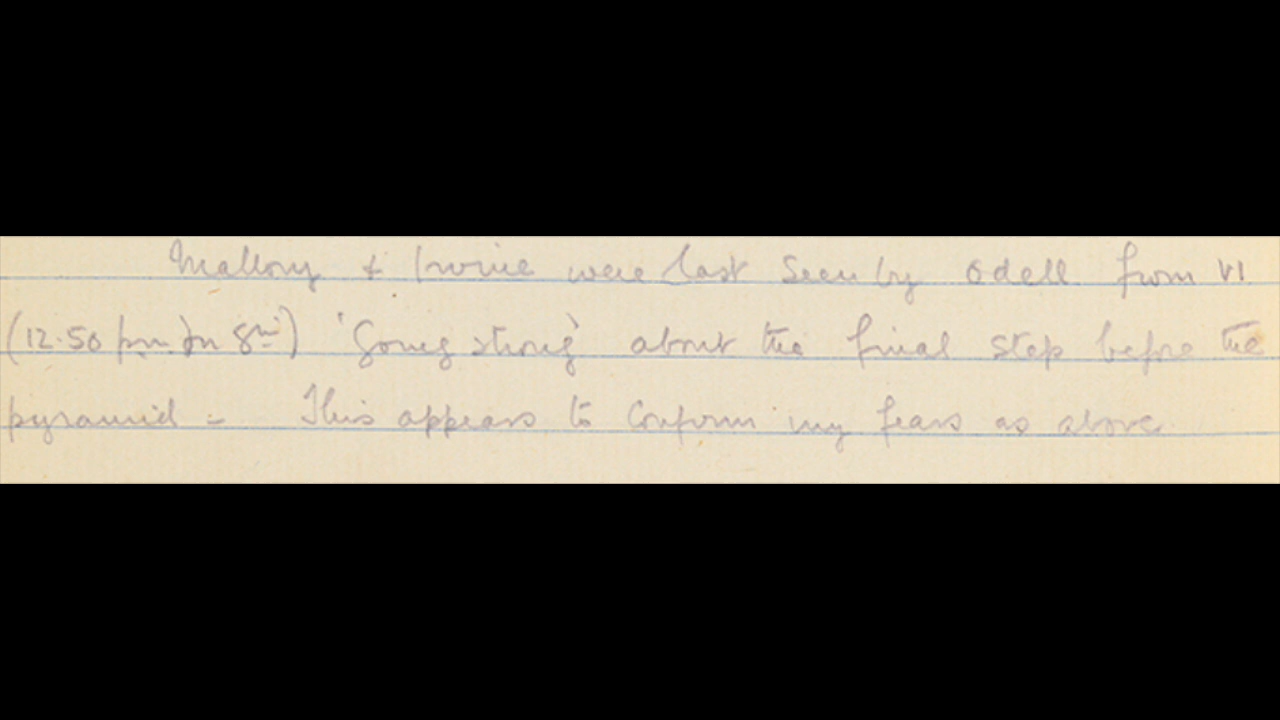 Mallory & Irvine were last seen by Odell from VI
(12.50 p.m. on 8th) 'Going strong' about the final step before the
pyramid – This appears to confirm my fears as above